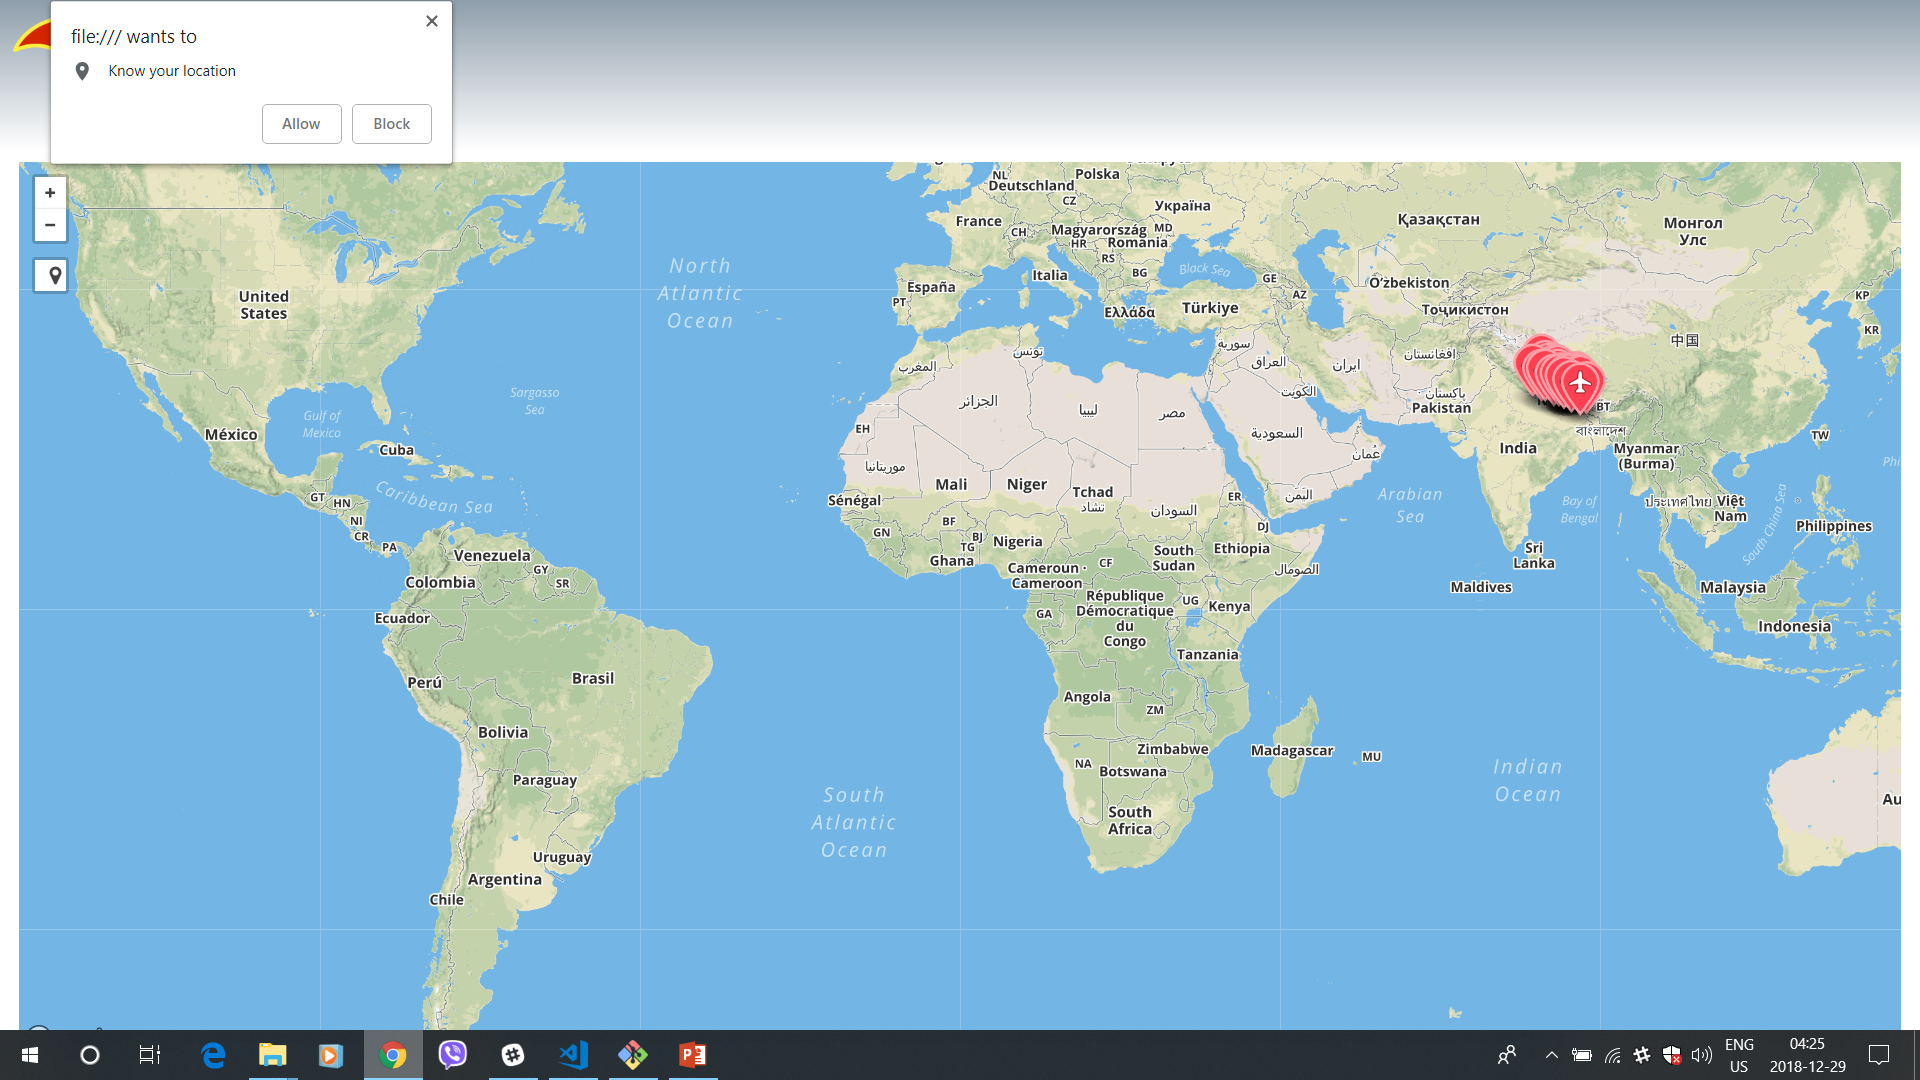 file:/// wants to
Know your location
Allow
Block
+
−
United
States
México
Gulf of
Mexico
Cuba
GT
HN
NI
CR
PA
Caribbean Sea
Sargasso
Sea
North
Atlantic
Ocean
Venezuela
Colombia
GY
SR
Ecuador
Perú
Brasil
Bolivia
Paraguay
Uruguay
Argentina
Chile
South
Atlantic
Ocean
NL
Deutschland
Polska
CZ
Україна
France
CH
Magyarország
MD
HR
România
RS
BG
Italia
Black Sea
GE
AZ
España
PT
Ελλάδα
Türkiye
Қазақстан
Монгол
Улс
Oʻzbekiston
Тоҷикистон
KP
KR
中国
سورية
العراق
ایران
افغانستان
الكويت
پاکستان
Pakistan
تونس
المغرب
الجزائر
ليبيا
مصر
السعودية
عُمان
EH
موريتانيا
اليَمَن
BT
বাংলাদেশ
India
Myanmar
(Burma)
TW
Phi
Mali
Niger
Tchad
تشاد
السودان
ER
DJ
Sénégal
GN
BF
BJ
TG
Ghana
Nigeria
Arabian
Sea
Bay of
Bengal
ประเทศไทย
Việt
Nam
South China Sea
Philippines
Cameroun ·
Cameroon
CF
South
Sudan
Ethiopia
الصومال
Sri
Lanka
Maldives
Malaysia
Indonesia
République
Démocratique
du
Congo
GA
UG
Kenya
Tanzania
Angola
ZM
Zimbabwe
Madagascar
MU
NA
Botswana
South
Africa
Indian
Ocean
Au
ENG
US
04:25
2018-12-29